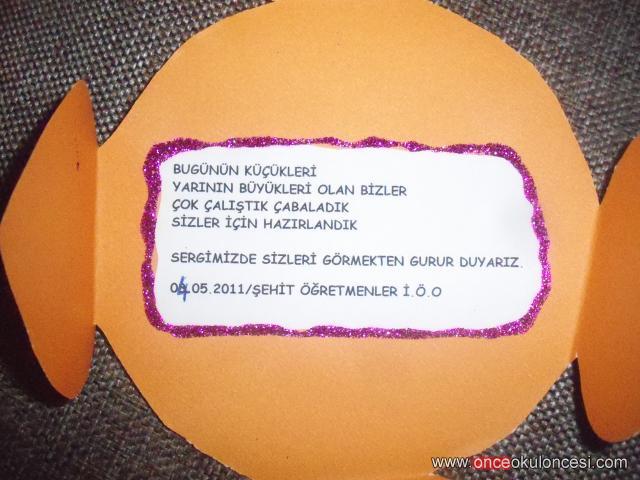 BUGÜNÜN KÜÇÜKLERİ
YARININ BÜYÜKLERİ OLAN BİZLER
ÇOK ÇALIŞTIK ÇABALADIK
SİZLER İÇİN HAZIRLANDIK
SERGİMİZDE SİZLERİ GÖRMEKTEN GURUR DUYARIZ.
04.05.2011/ŞEHİT ÖĞRETMENLER İ.Ö.O
www.onceokuloncesi.com